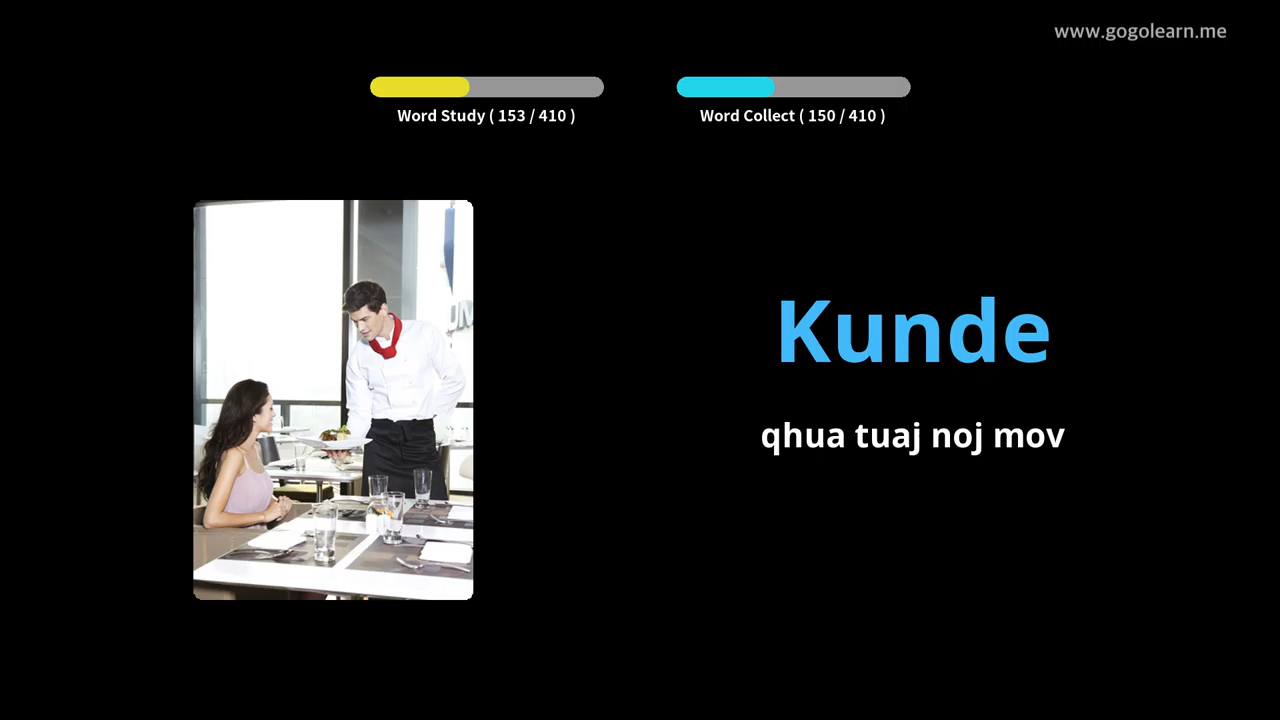 www.gogolearn.me
Word Study ( 153 / 410 )
Word Collect ( 150 / 410 )
Kunde
qhua tuaj noj mov